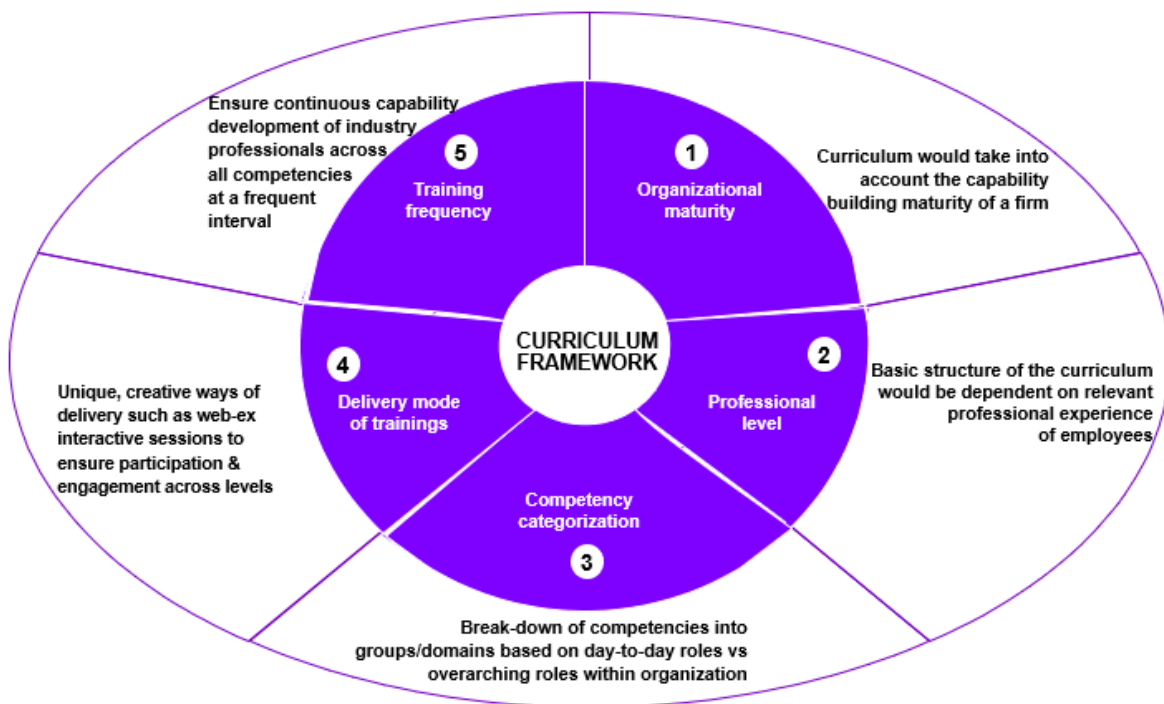 CURRICULUM
FRAMEWORK
1
Organizational
maturity
Curriculum would take into
account the capability
building maturity of a firm
2
Professional
level
Basic structure of the curriculum
would be dependent on relevant
professional experience
of employees
Competency
categorization
3
Break-down of competencies into
groups/domains based on day-to-day roles vs
overarching roles within organization
4
Delivery mode
of trainings
Unique, creative ways of
delivery such as web-ex
interactive sessions to
ensure participation &
engagement across levels
5
Training
frequency
Ensure continuous capability
development of industry
professionals across
all competencies
at a frequent
interval